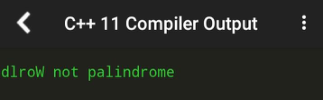 C++ 11 Compiler Output
dlroW not palindrome